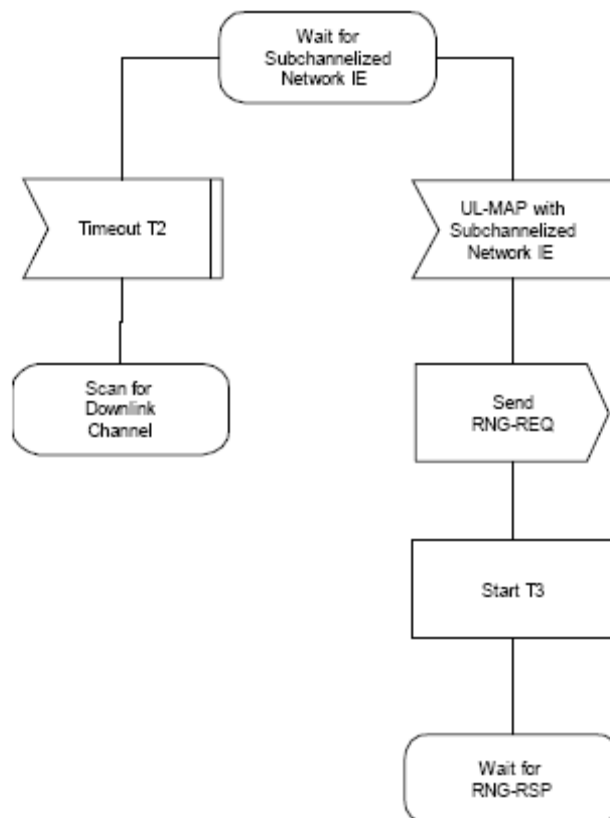 Wait for
Subchannelized
Network IE
Timeout T2
UL-MAP with
Subchannelized
Network IE
Scan for
Downlink
Channel
Send
RNG-REQ
Start T3
Wait for
RNG-RSP